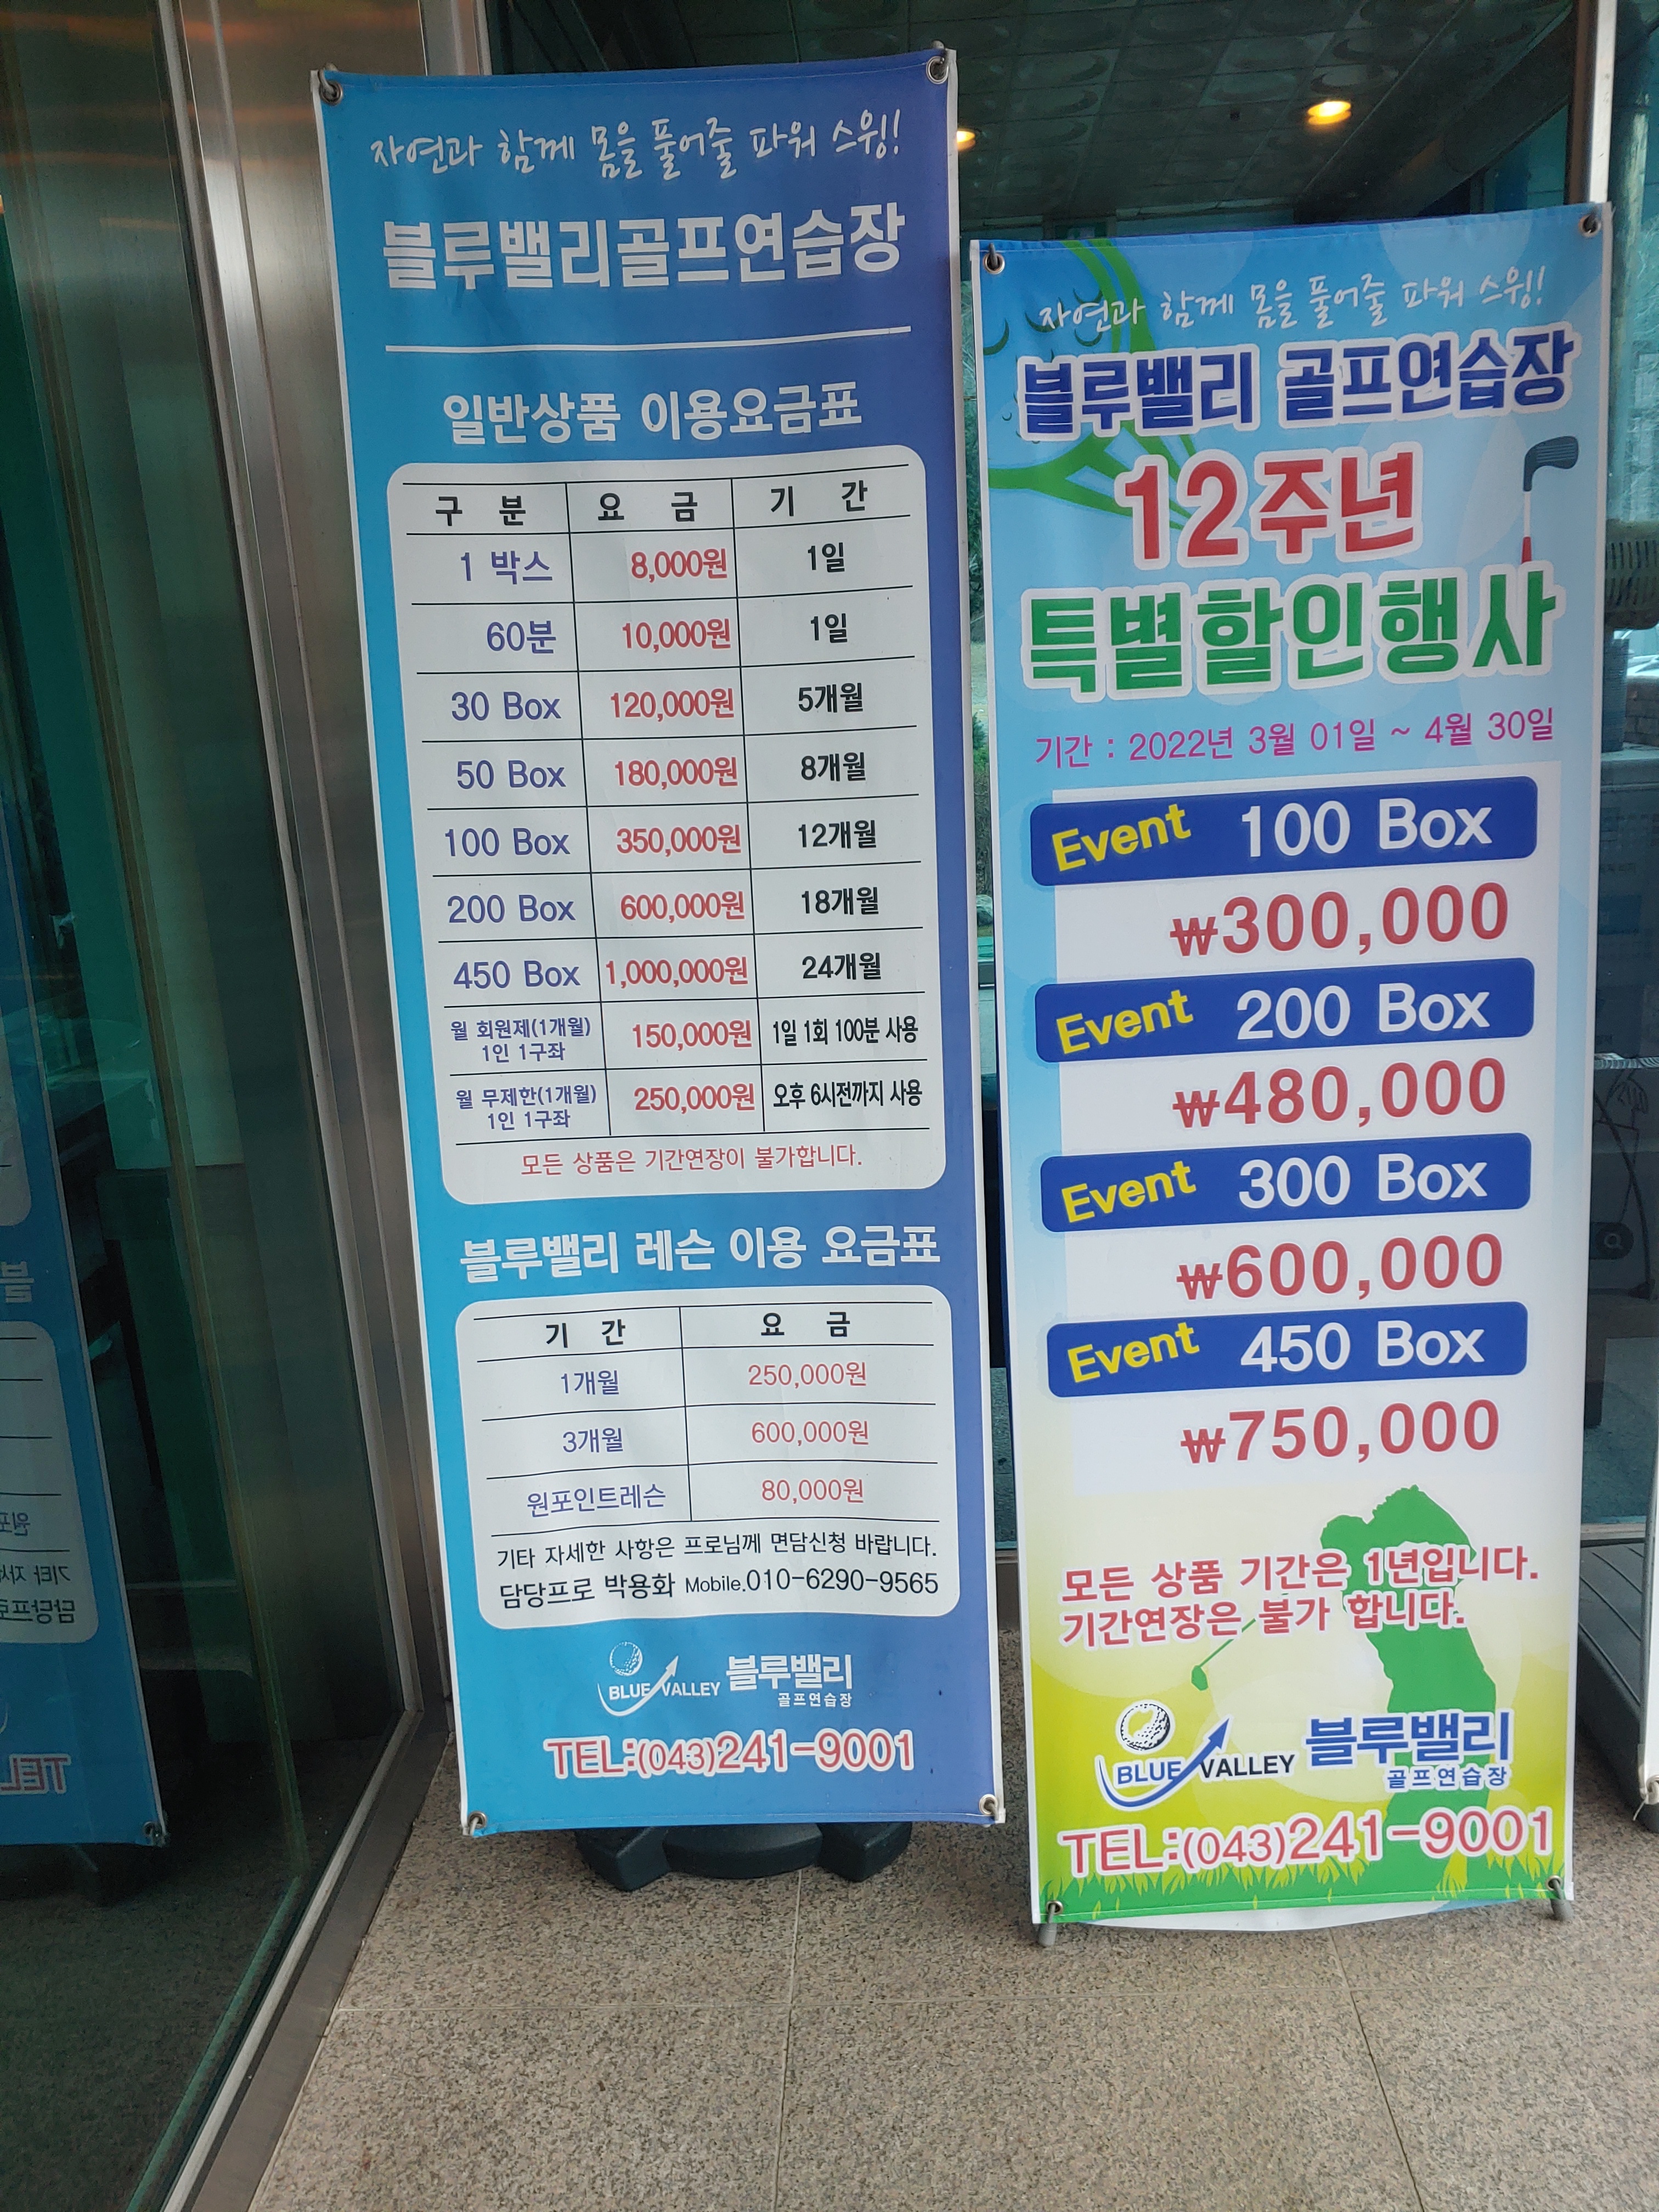 자연과 함께 몸을 풀어줄 파워 스윙!
블루밸리골프연습장
일반상품 이용요금표
구 분 요 금 기 간
1 박스 8,000원 1일
60분 10,000원 1일
30 Box 120,000원 5개월
50 Box 180,000원 8개월
100 Box 350,000원 12개월
200 Box 600,000원 18개월
450 Box 1,000,000원 24개월
월 회원제(1개월)
1인 1구좌 150,000원 1일 1회 100분 사용
월 무제한(1개월)
1인 1구좌 250,000원 오후 6시전까지 사용
모든 상품은 기간연장이 불가합니다.
블루밸리 레슨 이용 요금표
기 간 요 금
1개월 250,000원
3개월 600,000원
원포인트레슨 80,000원
기타 자세한 사항은 프로님께 면담신청 바랍니다.
담당프로 박용화 Mobile.010-6290-9565
BLUE VALLEY 블루밸리
골프연습장
TEL:(043)241-9001
자연과 함께 몸을 풀어줄 파워 스윙!
블루밸리 골프연습장
12주년
특별할인행사
기간 : 2022년 3월 01일 ~ 4월 30일
Event 100 Box
₩300,000
Event 200 Box
₩480,000
Event 300 Box
₩600,000
Event 450 Box
₩750,000
모든 상품 기간은 1년입니다.
기간연장은 불가 합니다.
BLUE VALLEY 블루밸리
골프연습장
TEL:(043)241-9001